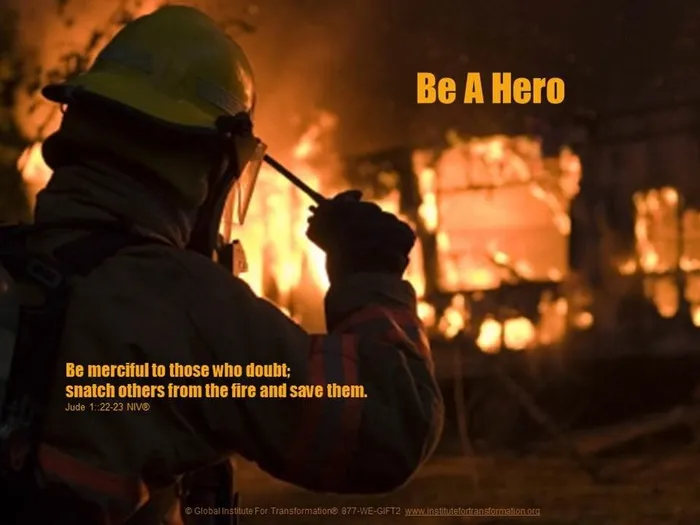 Be A Hero
Be merciful to those who doubt;
snatch others from the fire and save them.
Jude 1::22-23 NIV®
© Global Institute For Transformation® 877-WE-GIFT2 www.institutefortransformation.org